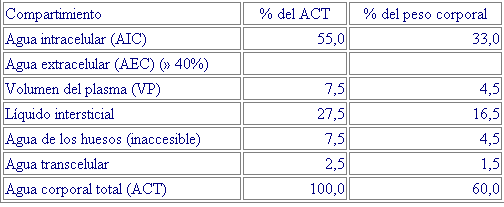 Compartimiento % del ACT % del peso corporal
Agua intracelular (AIC) 55,0 33,0
Agua extracelular (AEC) (» 40%)
Volumen del plasma (VP) 7,5 4,5
Líquido intersticial 27,5 16,5
Agua de los huesos (inaccesible) 7,5 4,5
Agua transcelular 2,5 1,5
Agua corporal total (ACT) 100,0 60,0